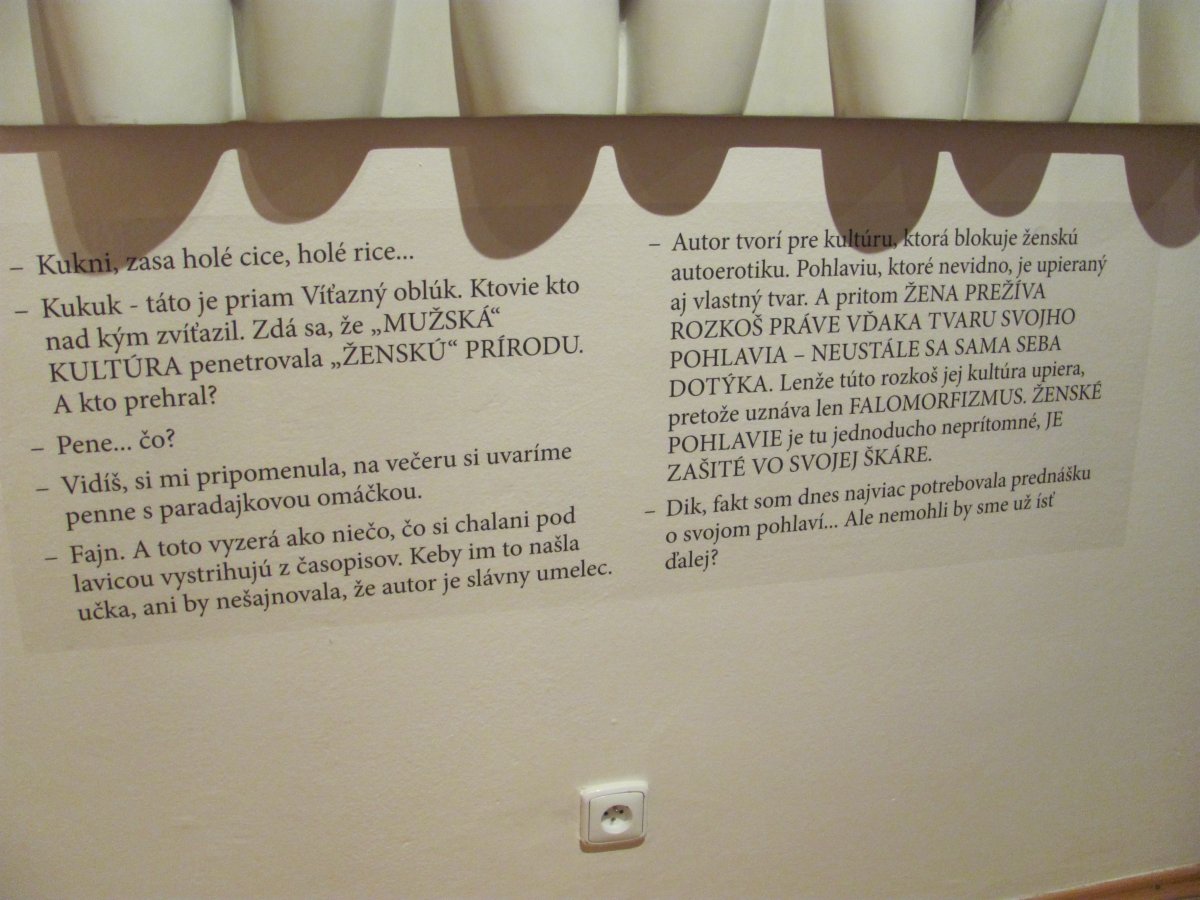 – Kukni, zasa holé cice, holé rice...
– Kukuk - táto je priam Víťazný oblúk. Ktovie kto
nad kým zvíťazil. Zdá sa, že „MUŽSKÁ“
KULTÚRA penetrovala „ŽENSKÚ“ PRÍRODU.
A kto prehral?
– Pene... čo?
– Vidíš, si mi pripomenula, na večeru si uvaríme
penne s paradajkovou omáčkou.
– Fajn. A toto vyzerá ako niečo, čo si chalani pod
lavicou vystrihujú z časopisov. Keby im to našla
učka, ani by nešajnovala, že autor je slávny umelec.
– Autor tvorí pre kultúru, ktorá blokuje ženskú
autoerotiku. Pohlaviu, ktoré nevidno, je upieraný
aj vlastný tvar. A pritom ŽENA PREŽÍVA
ROZKOŠ PRÁVE VĎAKA TVARU SVOJHO
POHLAVIA – NEUSTÁLE SA SAMA SEBA
DOTÝKA. Lenže túto rozkoš jej kultúra upiera,
pretože uznáva len FALOMORFIZMUS. ŽENSKÉ
POHLAVIE je tu jednoducho neprítomné, JE
ZAŠITÉ VO SVOJEJ ŠKÁRE.
– Dik, fakt som dnes najviac potrebovala prednášku
o svojom pohlaví... Ale nemohli by sme už ísť
ďalej?